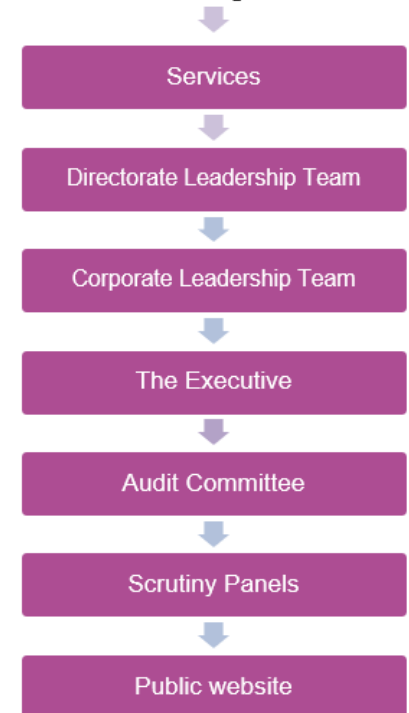 Services
Directorate Leadership Team
Corporate Leadership Team
The Executive
Audit Committee
Scrutiny Panels
Public website